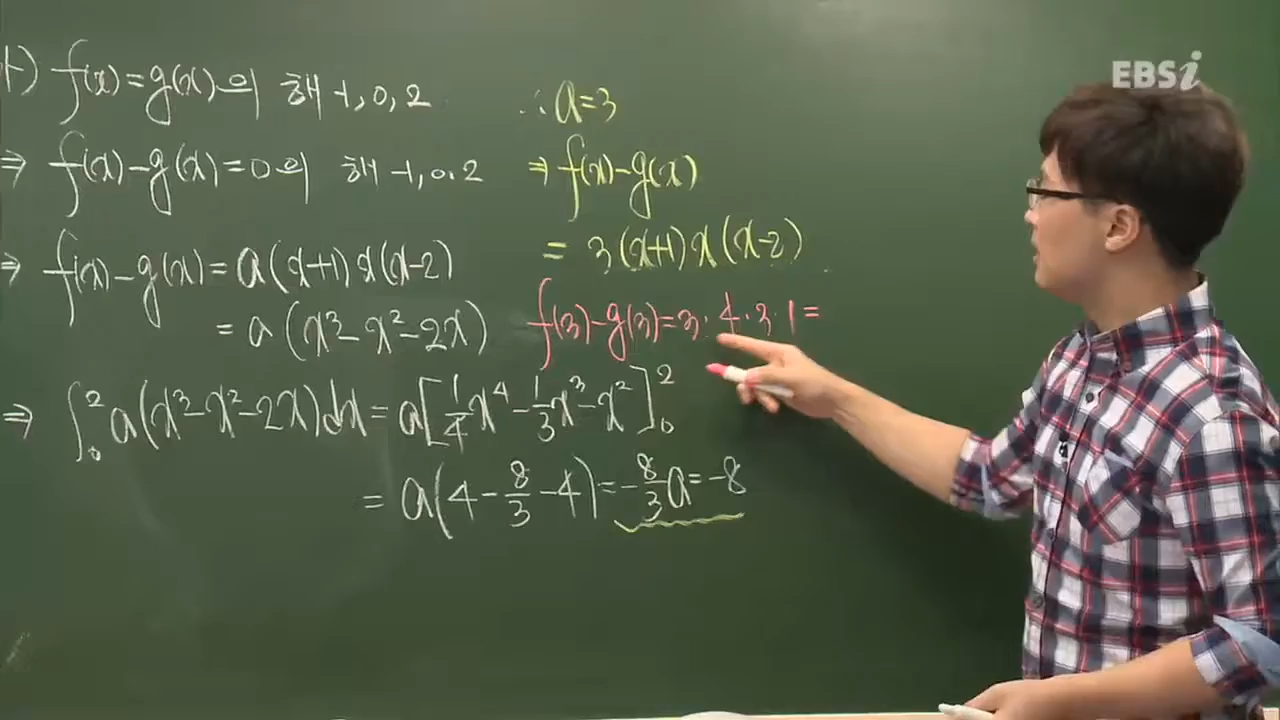 f(x)=g(x)의 해 -1, 0, 2
⇒ f(x)-g(x)=0의 해 -1, 0. 2
⇒ f(x)-g(x)=a(x+1)x(x-2)
=a(x³-x²-2x)
⇒ ∫₀² a(x³-x²-2x)dx=a[¼x⁴-⅓x³-x²]₀²
=a(4-8/3-4)=-8/3a=-8
∴ a=3
⇒ f(x)-g(x)
= 3(x+1)x(x-2)
f(3)-g(3)=3·4·3·1=
EBSi